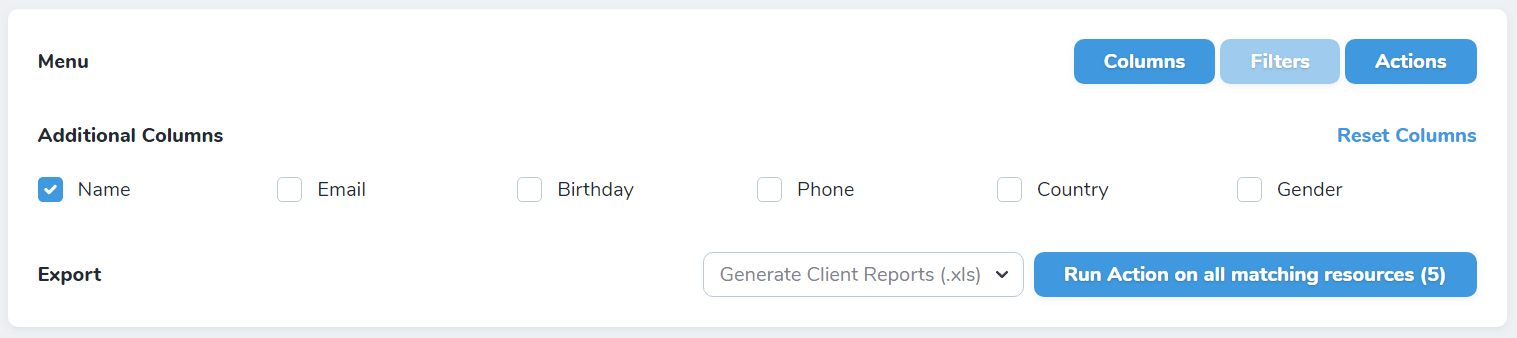 Menu Columns Filters Actions
Additional Columns Reset Columns
Name Email Birthday Phone Country Gender
Export Generate Client Reports (.xls) Run Action on all matching resources (5)